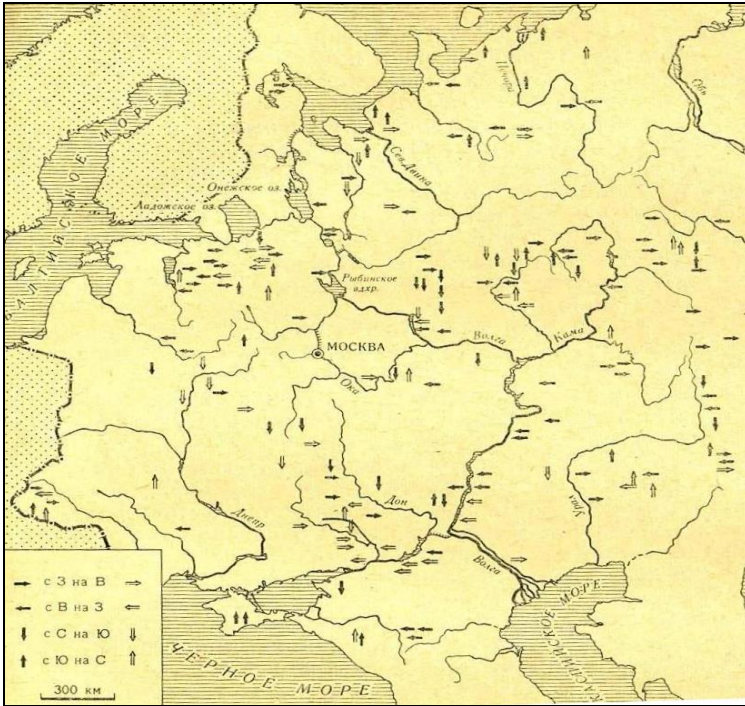 Печора
Обь
БАЛТИЙСКОЕ МОРЕ
Сев. Двина
Онежское оз.
Ладожское оз.
Рыбинское
вдхр.
Волга
Кама
МОСКВА
Ока
Днепр
Дон
Урал
Волга
с З на В
с В на З
с С на Ю
с Ю на С
300 км
ЧЕРНОЕ МОРЕ
КАСПИЙСКОЕ МОРЕ